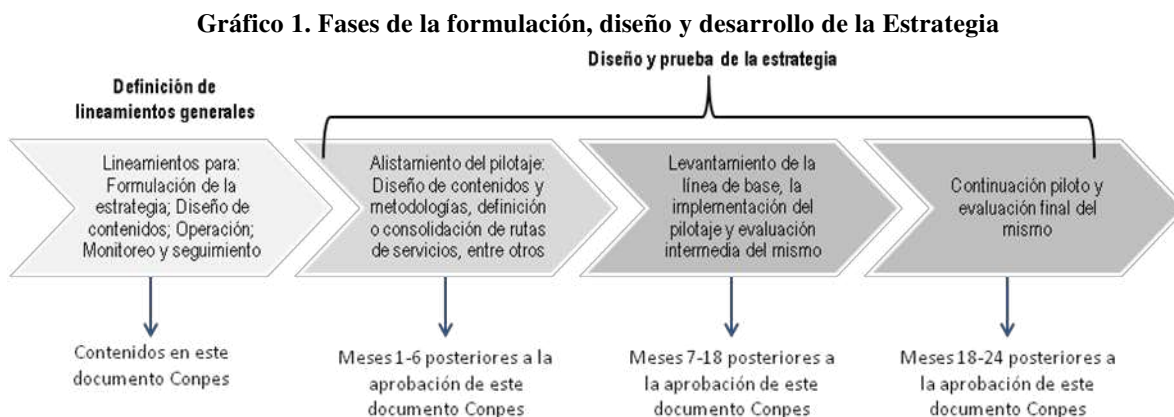 Gráfico 1. Fases de la formulación, diseño y desarrollo de la Estrategia
Diseño y prueba de la estrategia
Definición de
lineamientos generales
Lineamientos para:
Formulación de la
estrategia; Diseño de
contenidos; Operación;
Monitoreo y seguimiento
Alistamiento del pilotaje:
Diseño de contenidos y
metodologías, definición
o consolidación de rutas
de servicios, entre otros
Levantamiento de la
línea de base, la
implementación del
pilotaje y evaluación
intermedia del mismo
Continuación piloto y
evaluación final del
mismo
Contenidos en este
documento Conpes
Meses 1-6 posteriores a la
aprobación de este
documento Conpes
Meses 7-18 posteriores a
la aprobación de este
documento Conpes
Meses 18-24 posteriores a
la aprobación de este
documento Conpes